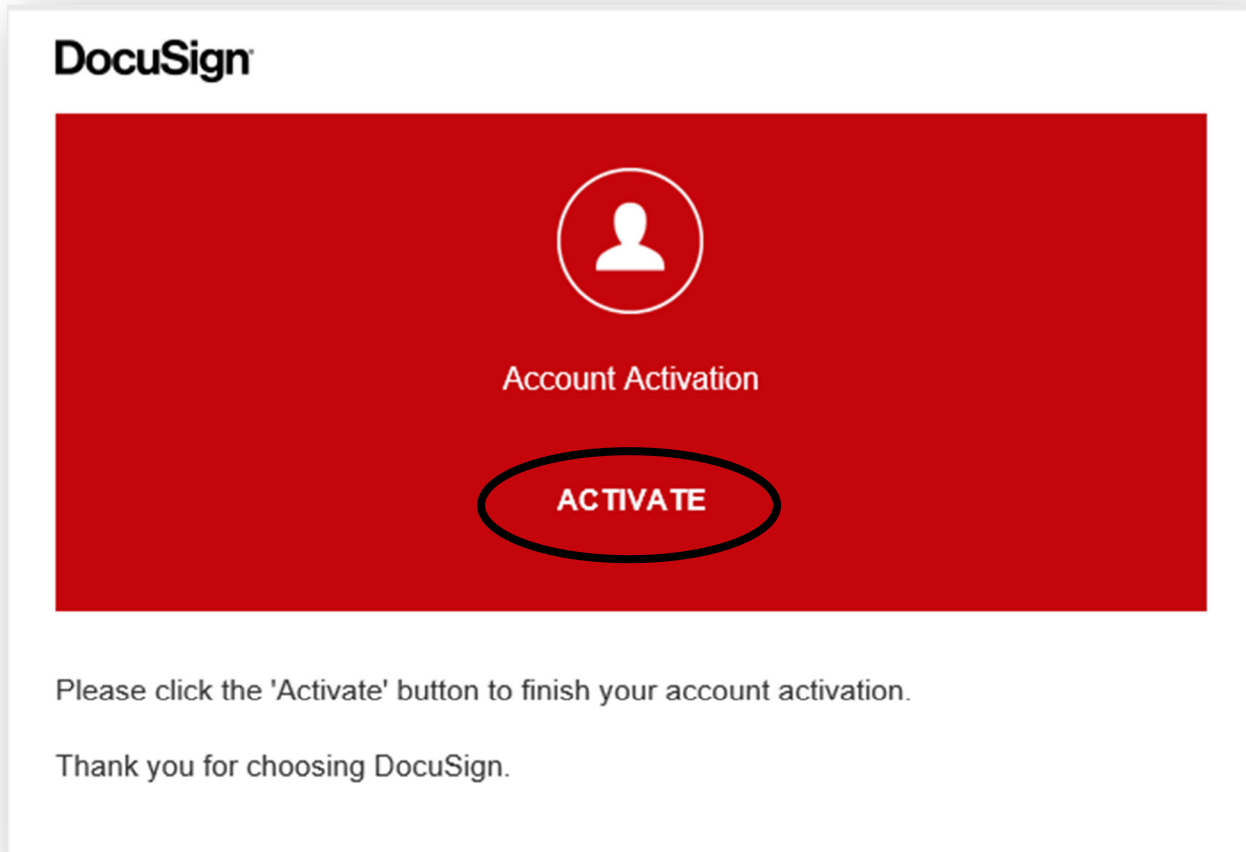 DocuSign
Account Activation
ACTIVATE
Please click the 'Activate' button to finish your account activation.
Thank you for choosing DocuSign.